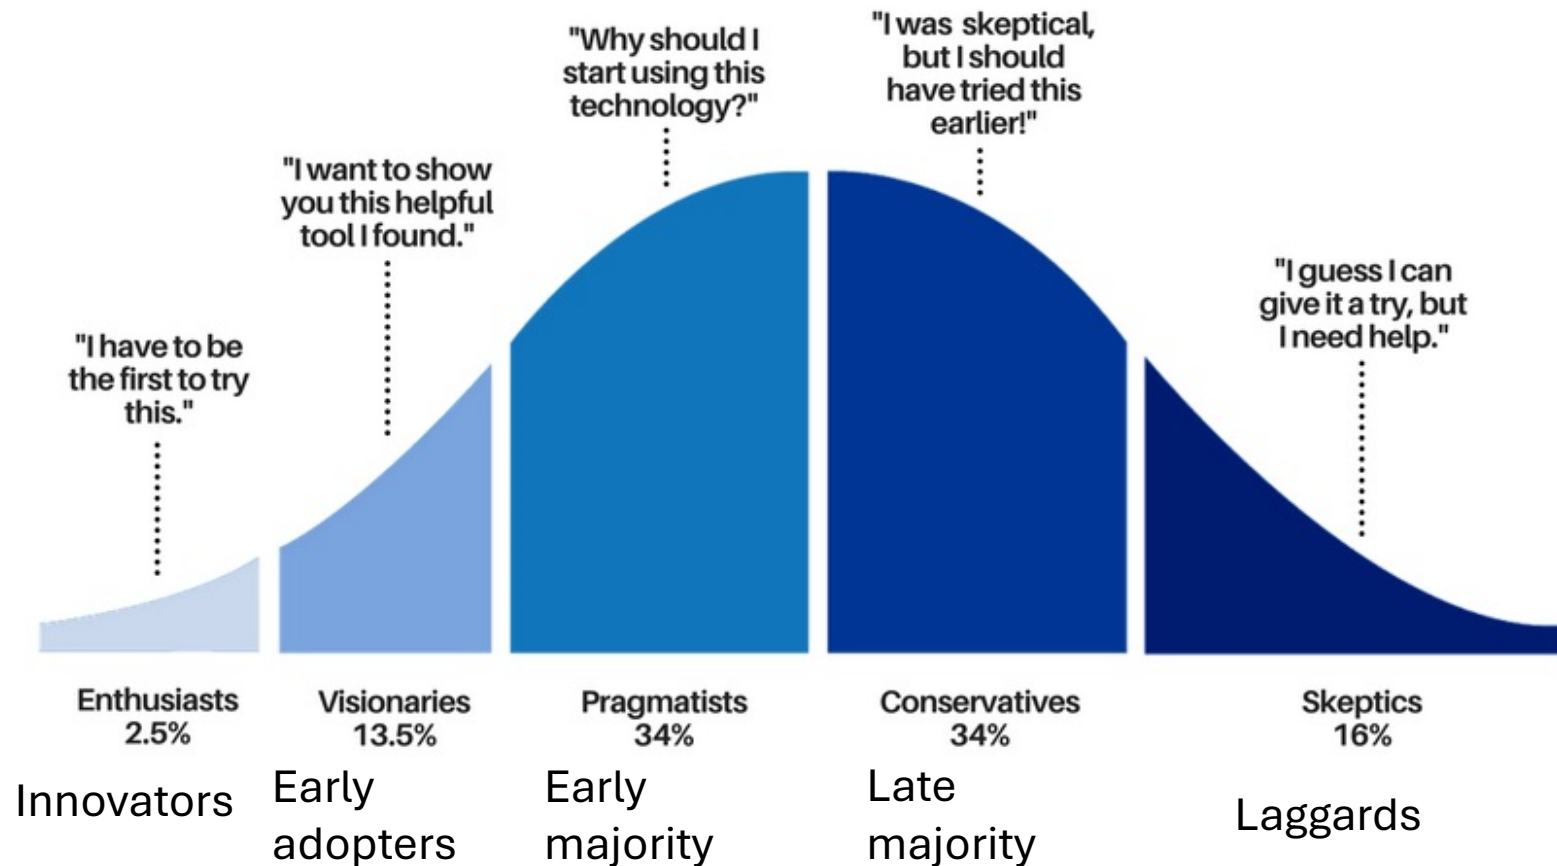 "I have to be
the first to try
this."
"I want to show
you this helpful
tool I found."
"Why should I
start using this
technology?"
"I was skeptical,
but I should
have tried this
earlier!"
"I guess I can
give it a try, but
I need help."
Enthusiasts
2.5%
Visionaries
13.5%
Pragmatists
34%
Conservatives
34%
Skeptics
16%
Innovators
Early
adopters
Early
majority
Late
majority
Laggards